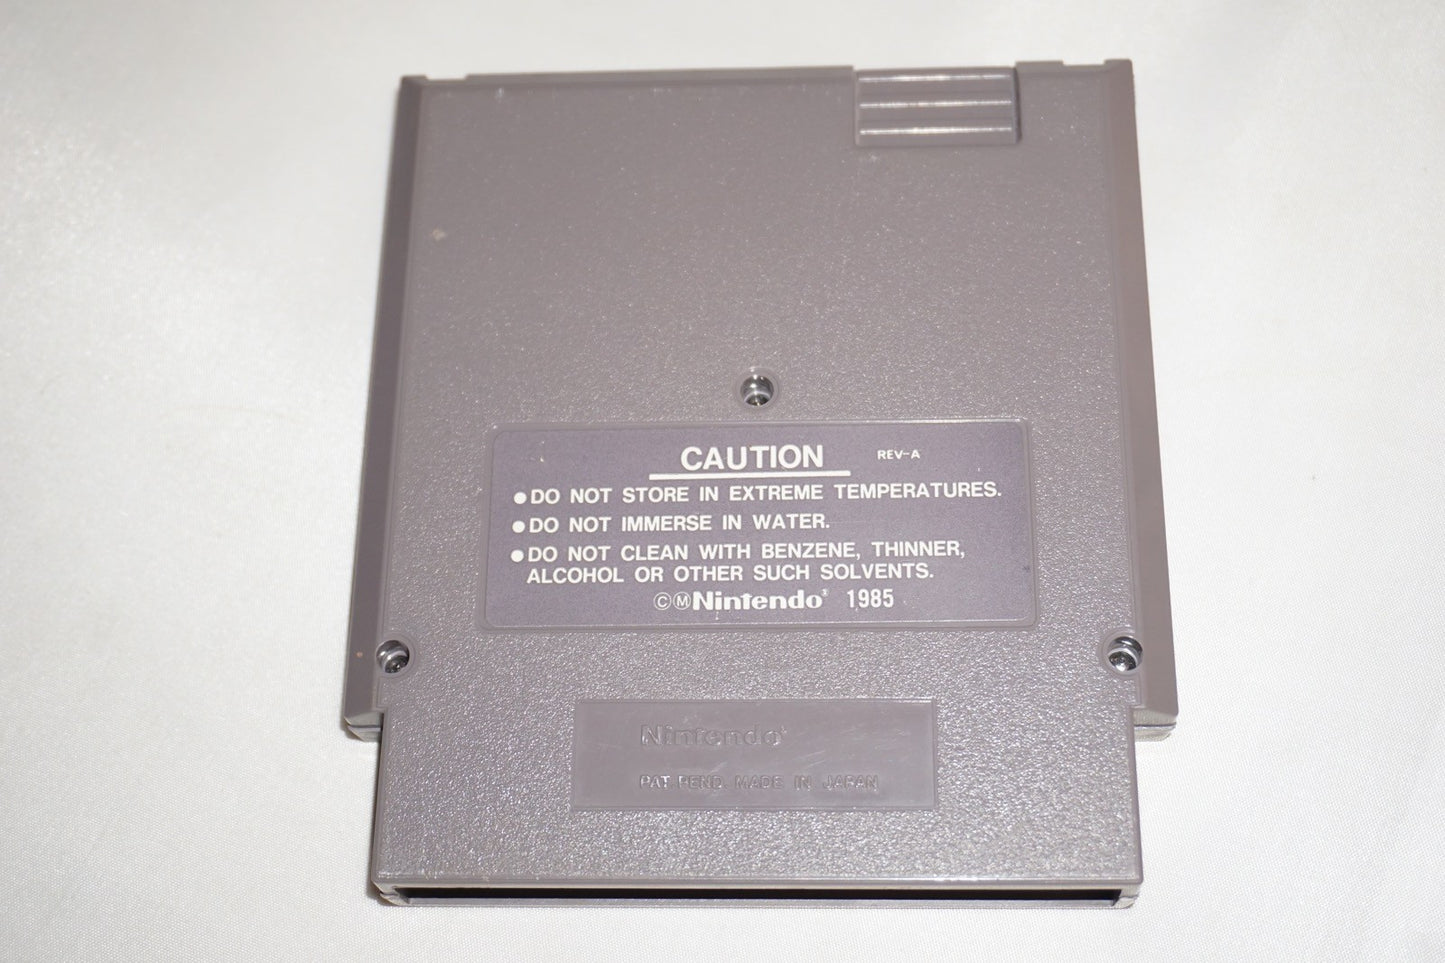 CAUTION REV-A
●DO NOT STORE IN EXTREME TEMPERATURES.
●DO NOT IMMERSE IN WATER.
●DO NOT CLEAN WITH BENZENE, THINNER,
ALCOHOL OR OTHER SUCH SOLVENTS.
ⒸⓂNintendo® 1985
Nintendo®
PAT. PEND. MADE IN JAPAN